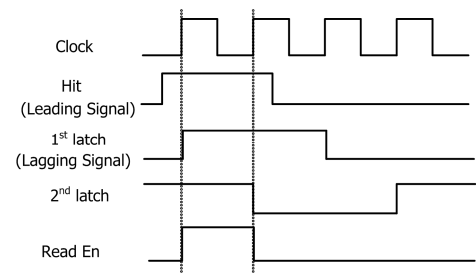 Clock
Hit
(Leading Signal)
1st latch
(Lagging Signal)
2nd latch
Read En